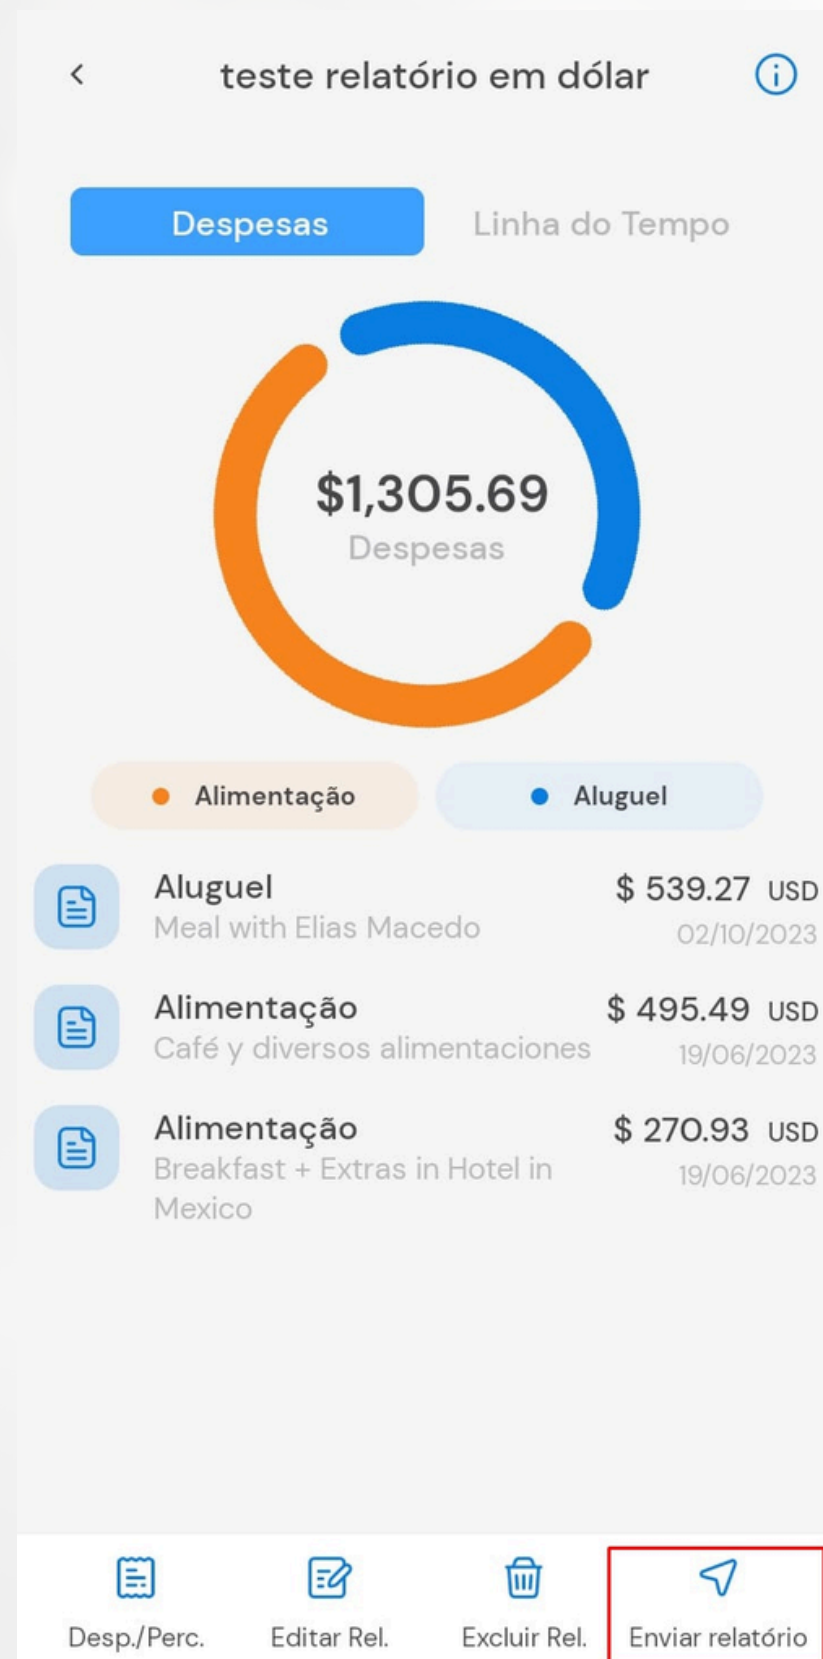 teste relatório em dólar
Despesas
Linha do Tempo
$1,305.69
Despesas
Alimentação
Aluguel
Aluguel
$ 539.27 USD
Meal with Elias Macedo
02/10/2023
Alimentação
$ 495.49 USD
Café y diversos alimentaciones
19/06/2023
Alimentação
$ 270.93 USD
Breakfast + Extras in Hotel in
19/06/2023
Mexico
Desp./Perc.
Editar Rel.
Excluir Rel.
Enviar relatório